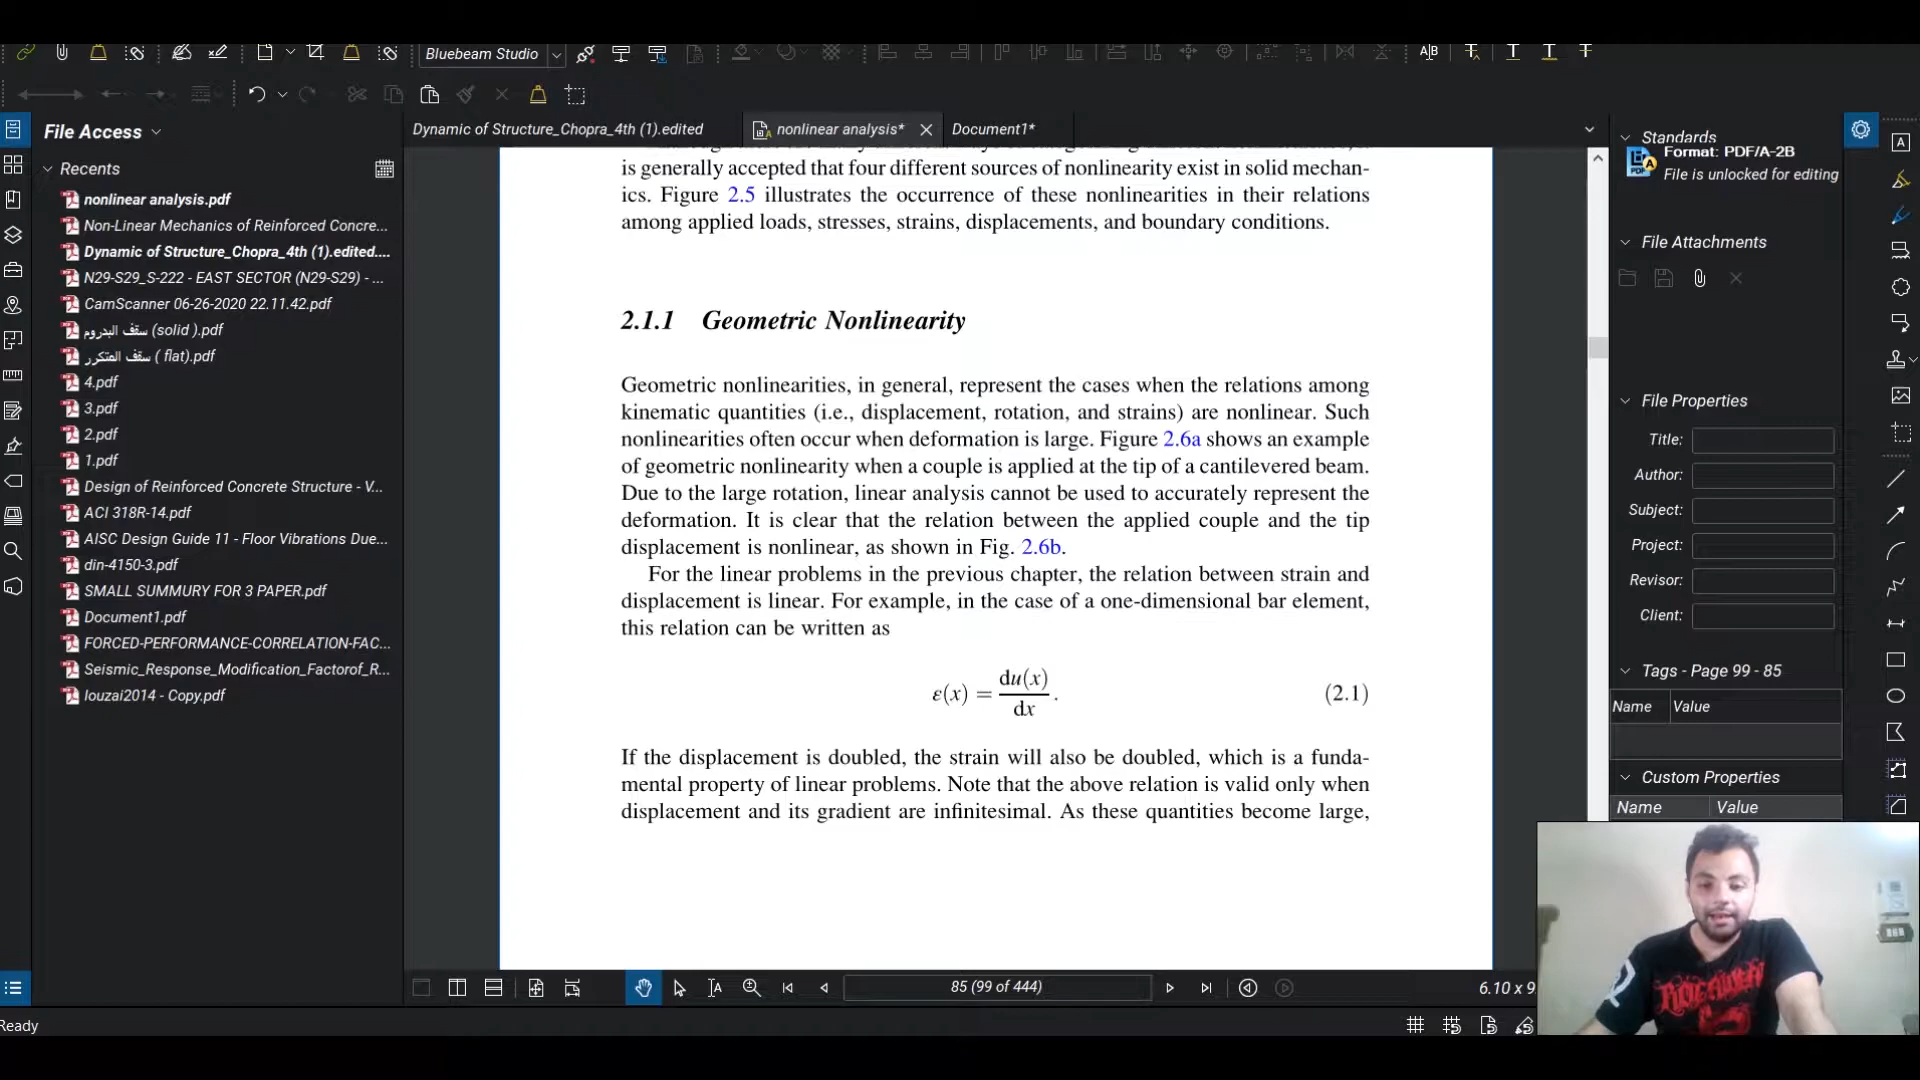 Bluebeam Studio
File Access
Recents
nonlinear analysis.pdf
Non-Linear Mechanics of Reinforced Concre...
Dynamic of Structure_Chopra_4th (1).edited....
N29-S29_S-222 - EAST SECTOR (N29-S29) - ...
CamScanner 06-26-2020 22.11.42.pdf
سقف البدروم (solid ).pdf
سقف المتكرر ( flat).pdf
4.pdf
3.pdf
2.pdf
1.pdf
Design of Reinforced Concrete Structure - V...
ACI 318R-14.pdf
AISC Design Guide 11 - Floor Vibrations Due...
din-4150-3.pdf
SMALL SUMMURY FOR 3 PAPER.pdf
Document1.pdf
FORCED-PERFORMANCE-CORRELATION-FAC...
Seismic_Response_Modification_Factorof_R...
louzai2014 - Copy.pdf
Dynamic of Structure_Chopra_4th (1).edited
nonlinear analysis*
Document1*
is generally accepted that four different sources of nonlinearity exist in solid mechan-
ics. Figure 2.5 illustrates the occurrence of these nonlinearities in their relations
among applied loads, stresses, strains, displacements, and boundary conditions.
2.1.1 Geometric Nonlinearity
Geometric nonlinearities, in general, represent the cases when the relations among
kinematic quantities (i.e., displacement, rotation, and strains) are nonlinear. Such
nonlinearities often occur when deformation is large. Figure 2.6a shows an example
of geometric nonlinearity when a couple is applied at the tip of a cantilevered beam.
Due to the large rotation, linear analysis cannot be used to accurately represent the
deformation. It is clear that the relation between the applied couple and the tip
displacement is nonlinear, as shown in Fig. 2.6b.
For the linear problems in the previous chapter, the relation between strain and
displacement is linear. For example, in the case of a one-dimensional bar element,
this relation can be written as
ε(x) = du(x)/dx . (2.1)
If the displacement is doubled, the strain will also be doubled, which is a funda-
mental property of linear problems. Note that the above relation is valid only when
displacement and its gradient are infinitesimal. As these quantities become large,
Standards
Format: PDF/A-2B
File is unlocked for editing
File Attachments
File Properties
Title:
Author:
Subject:
Project:
Revisor:
Client:
Tags - Page 99 - 85
Name Value
Custom Properties
Name Value
85 (99 of 444)
6.10 x 9.
Ready